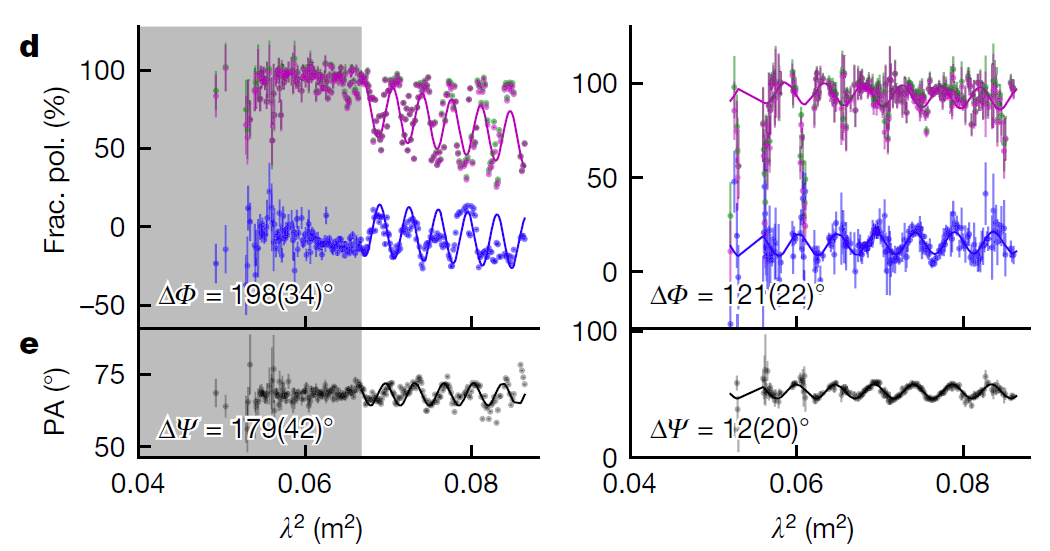 d
Frac. pol. (%)
100
50
0
−50
ΔΦ = 198(34)°
100
50
0
ΔΦ = 121(22)°
e
PA (°)
75
50
ΔΨ = 179(42)°
0.04 0.06 0.08
λ² (m²)
100
0
ΔΨ = 12(20)°
0.04 0.06 0.08
λ² (m²)